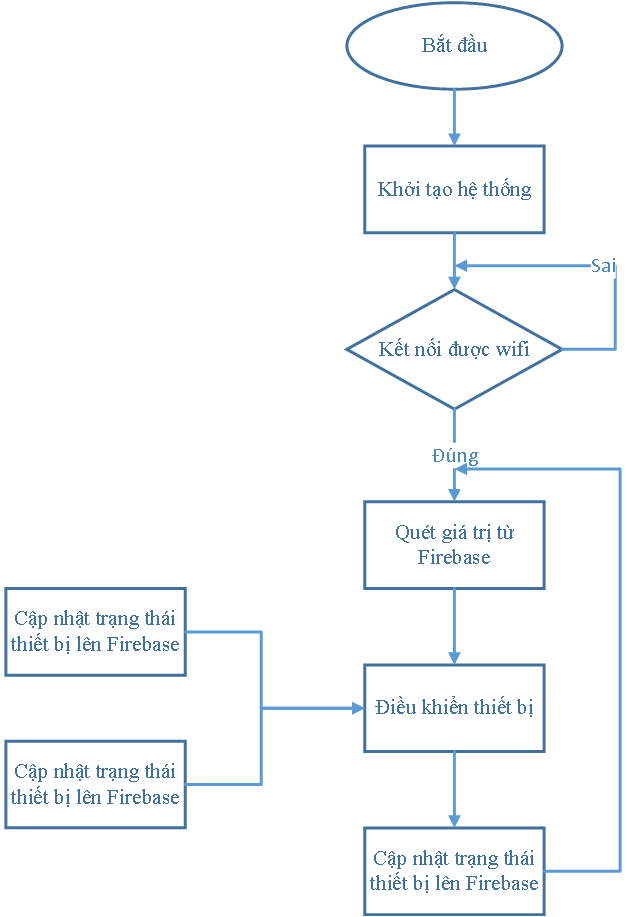 Bắt đầu
Khởi tạo hệ thống
Sai
Kết nối được wifi
Đúng
Quét giá trị từ
Firebase
Cập nhật trạng thái
thiết bị lên Firebase
Điều khiển thiết bị
Cập nhật trạng thái
thiết bị lên Firebase
Cập nhật trạng thái
thiết bị lên Firebase